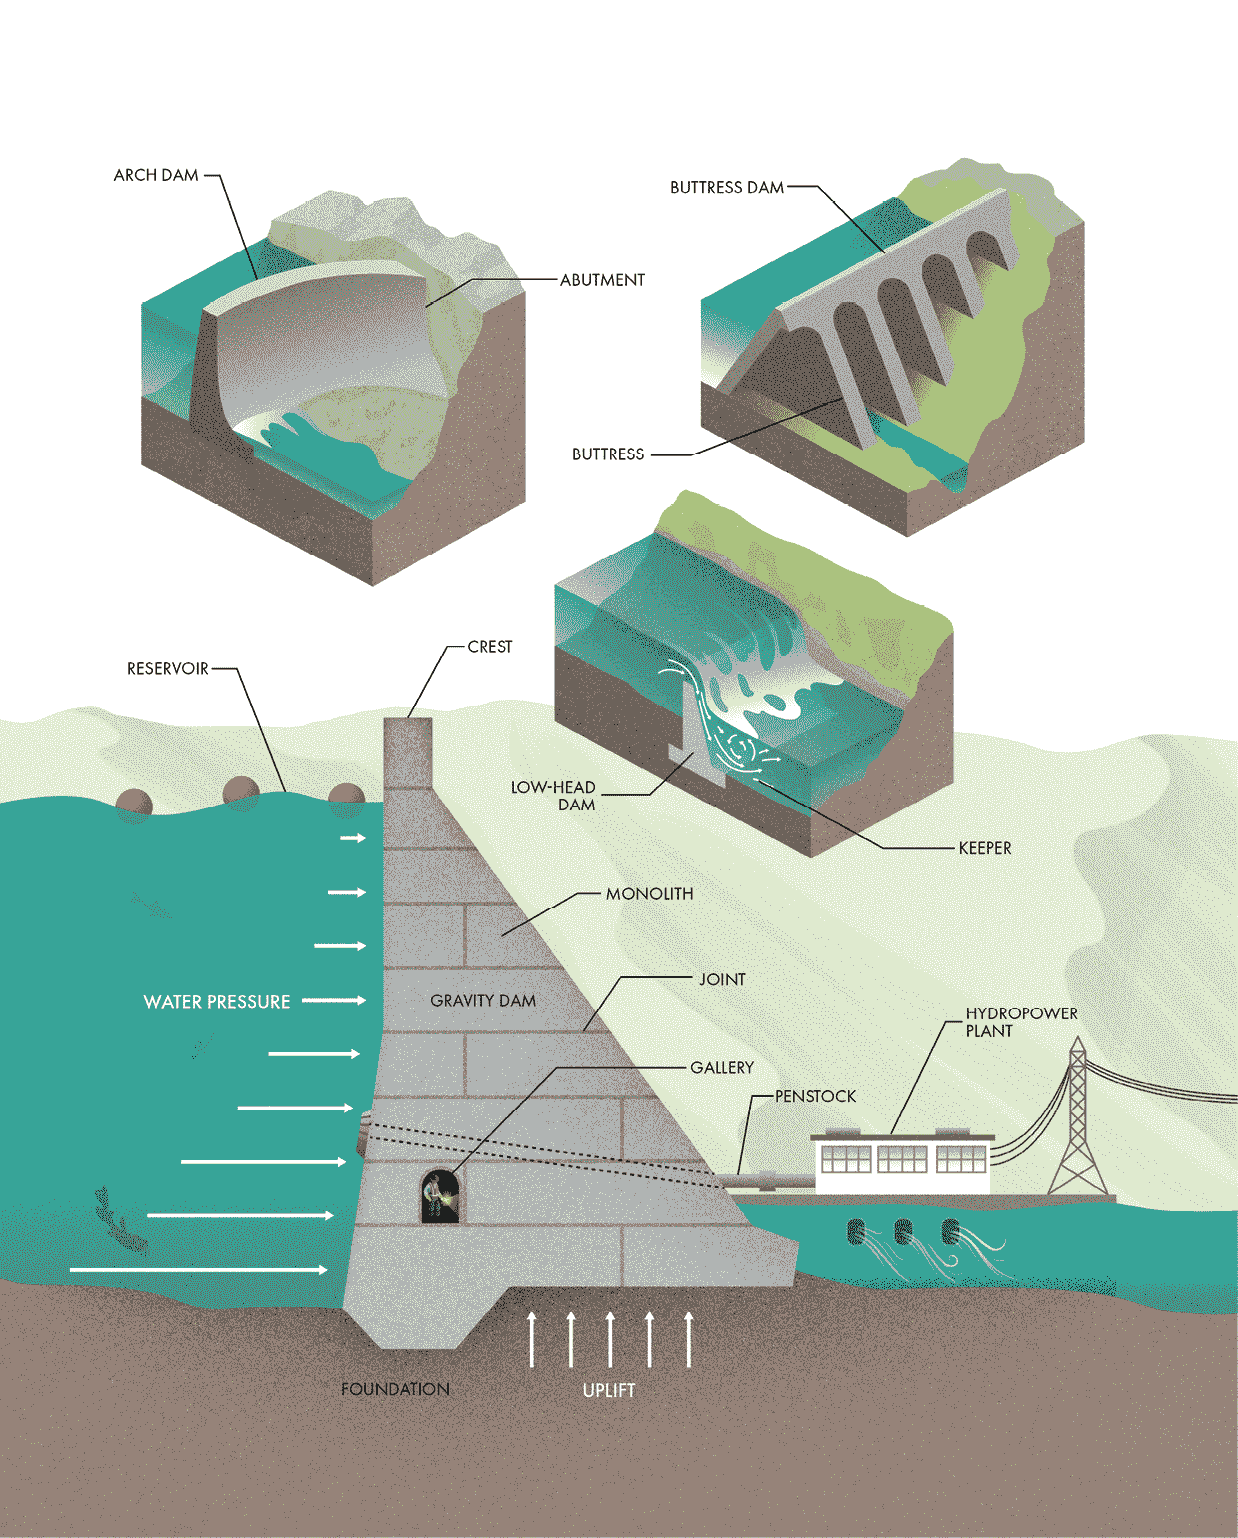 ARCH DAM
BUTTRESS DAM
ABUTMENT
BUTTRESS
CREST
RESERVOIR
LOW-HEAD
DAM
KEEPER
MONOLITH
JOINT
WATER PRESSURE
GRAVITY DAM
HYDROPOWER
PLANT
GALLERY
PENSTOCK
FOUNDATION
UPLIFT